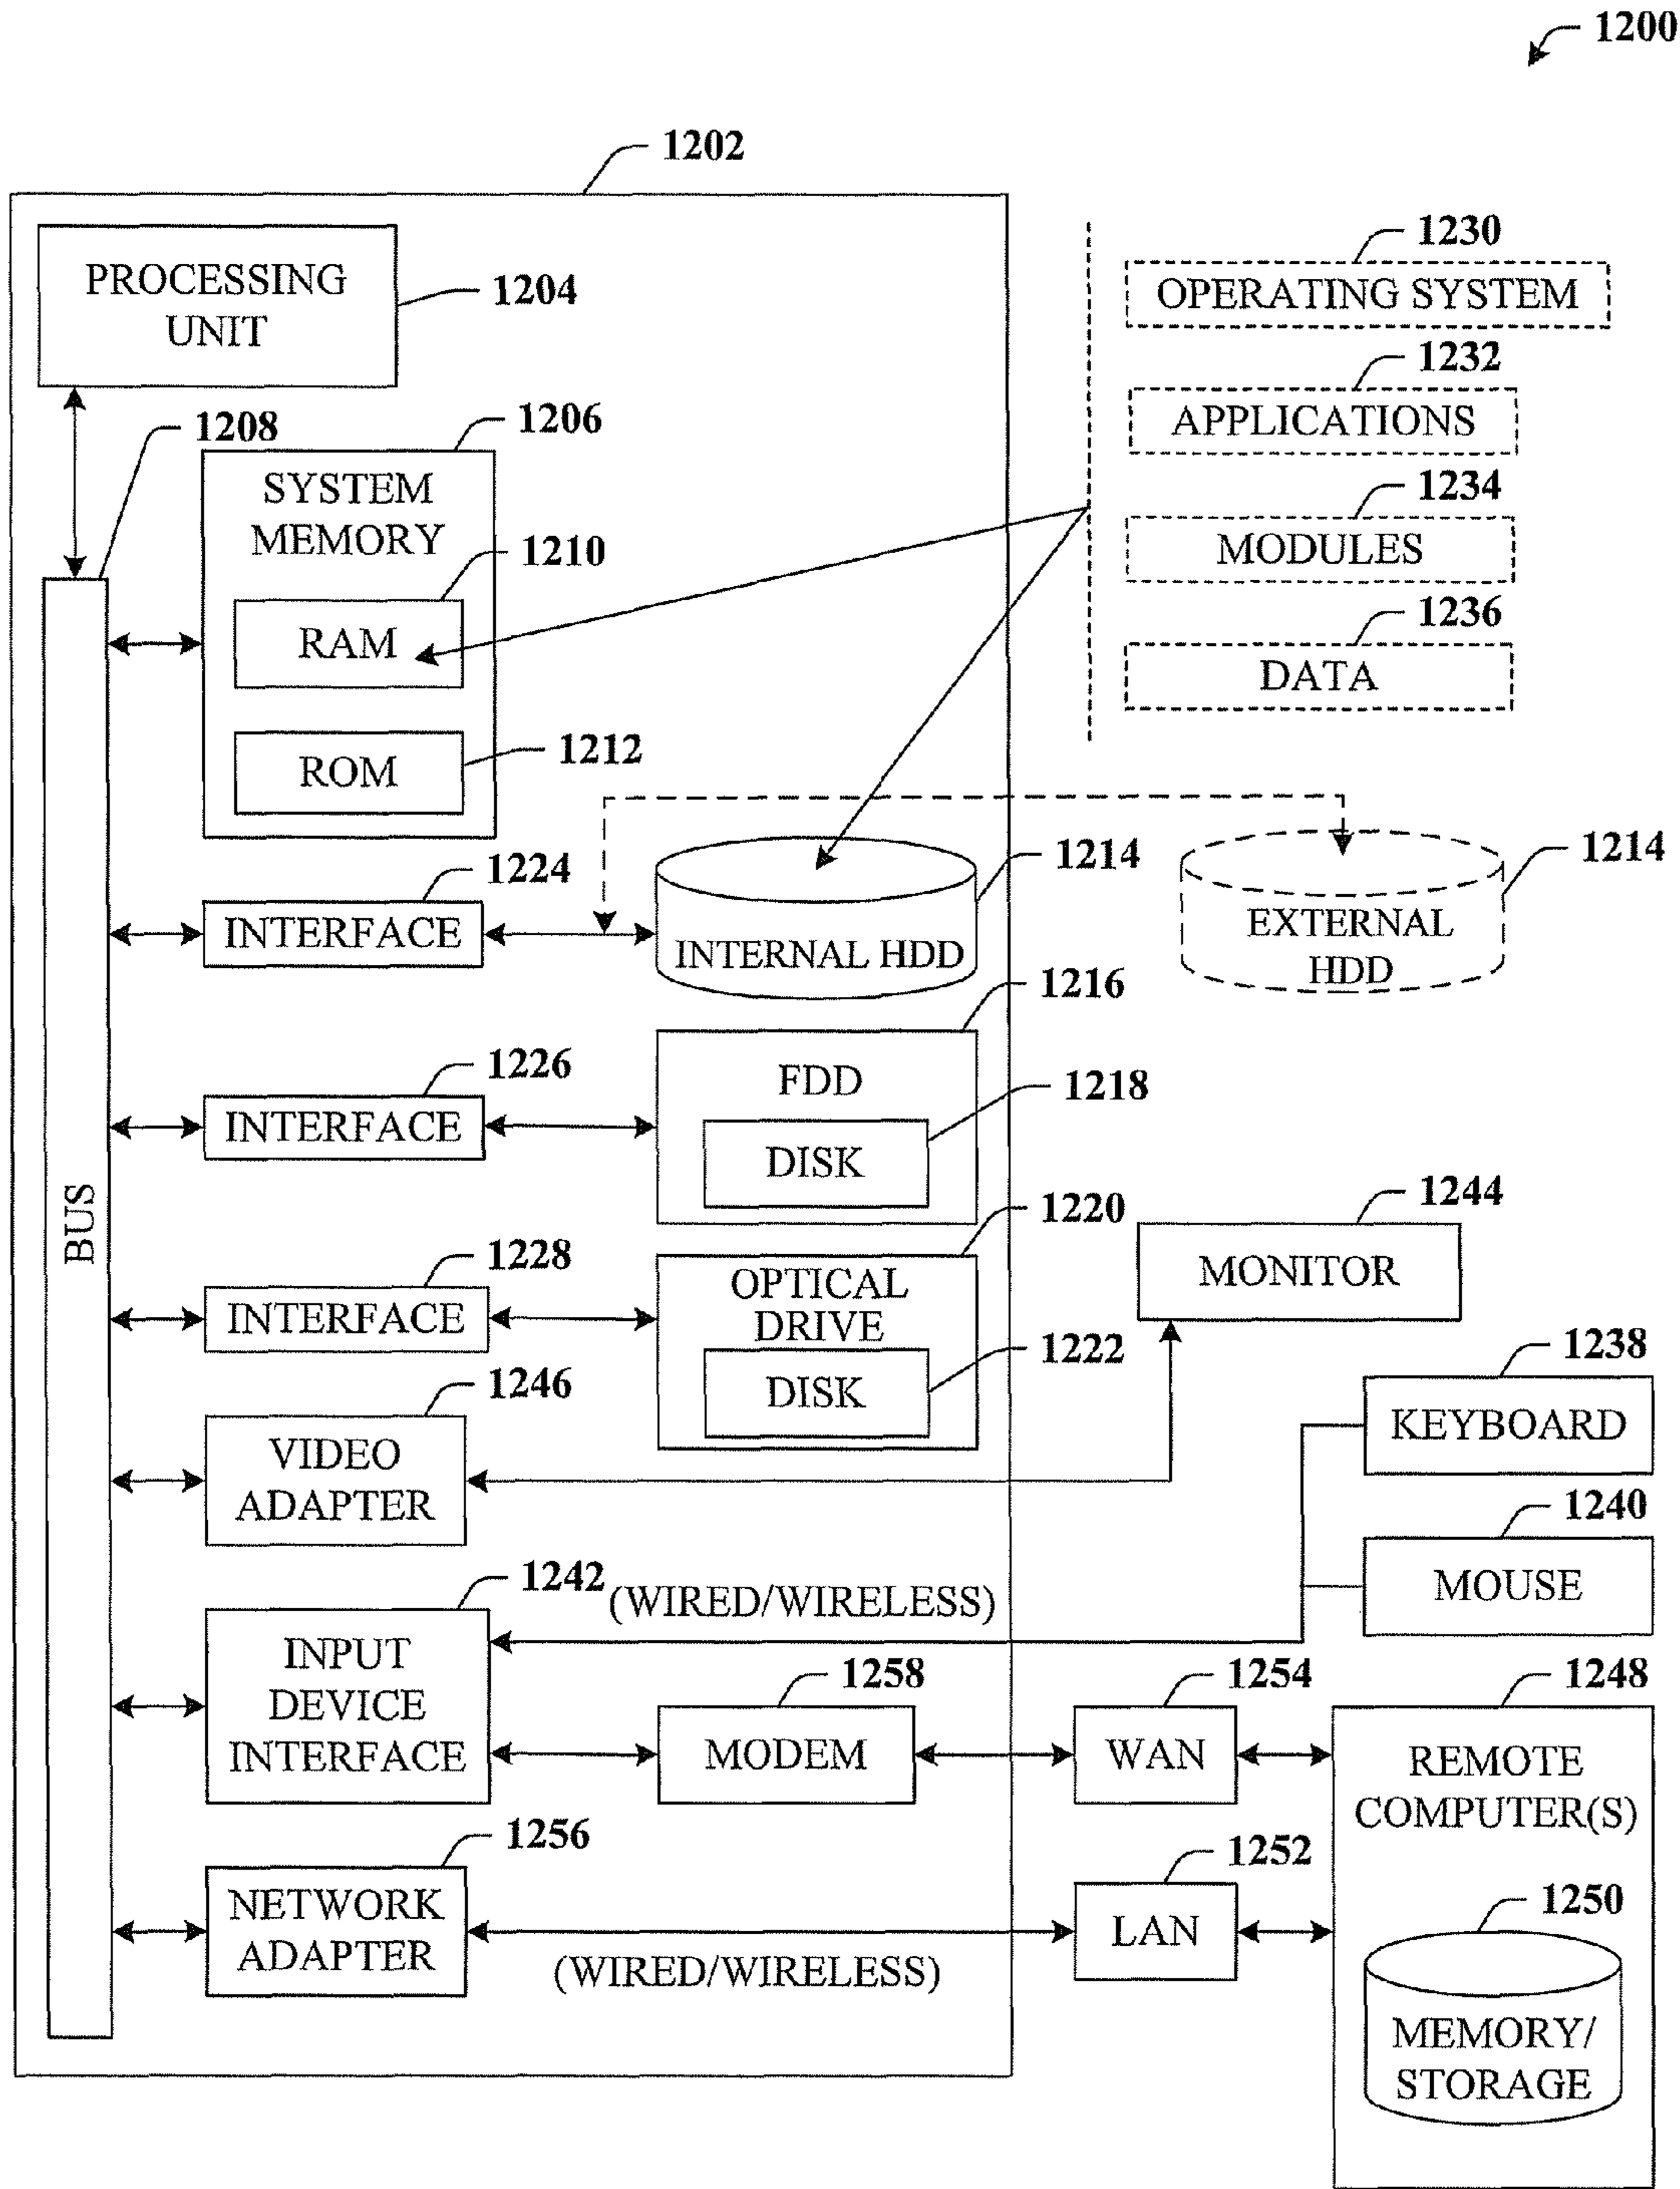 1200
1202
PROCESSING
UNIT
1204
1230
OPERATING SYSTEM
1232
APPLICATIONS
1234
MODULES
1236
DATA
1208
1206
SYSTEM
MEMORY
1210
RAM
1212
ROM
1224
INTERFACE
1214
INTERNAL HDD
1214
EXTERNAL
HDD
1216
FDD
1218
DISK
1226
INTERFACE
BUS
1220
OPTICAL
DRIVE
1222
DISK
1228
INTERFACE
1244
MONITOR
1246
VIDEO
ADAPTER
1238
KEYBOARD
1240
MOUSE
1242
(WIRED/WIRELESS)
INPUT
DEVICE
INTERFACE
1258
MODEM
1254
WAN
1248
REMOTE
COMPUTER(S)
1256
NETWORK
ADAPTER
(WIRED/WIRELESS)
1252
LAN
1250
MEMORY/
STORAGE